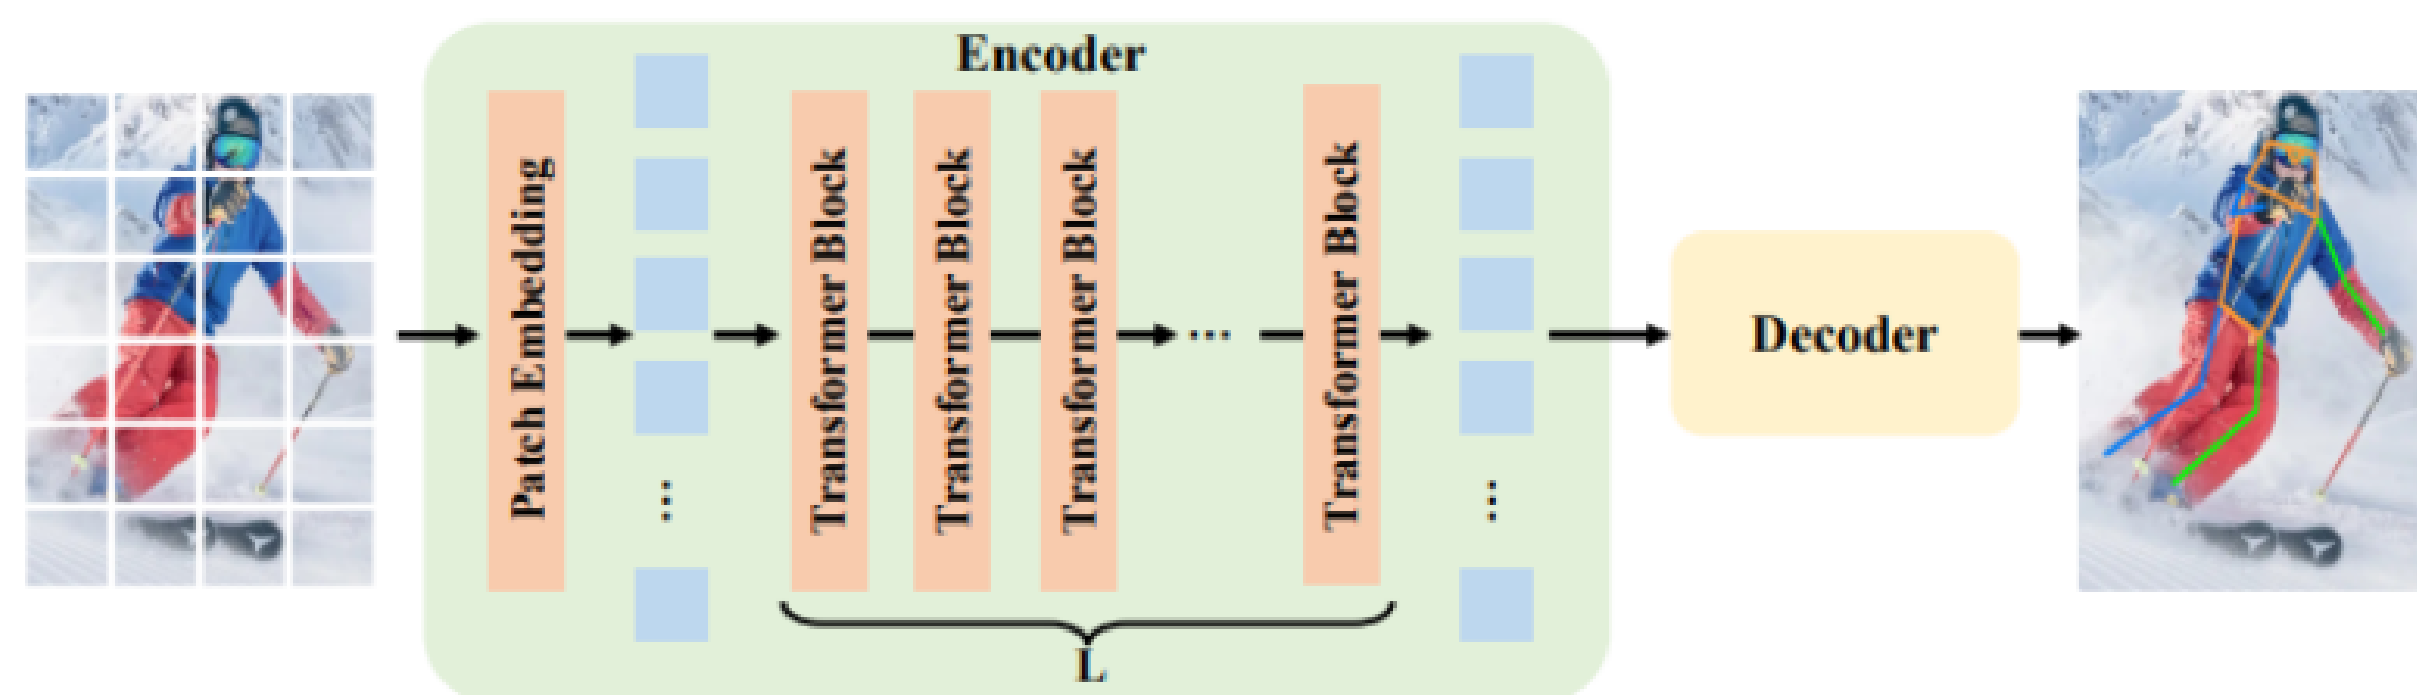 Encoder
Patch Embedding
...
Transformer Block
Transformer Block
Transformer Block
...
Transformer Block
...
L
Decoder